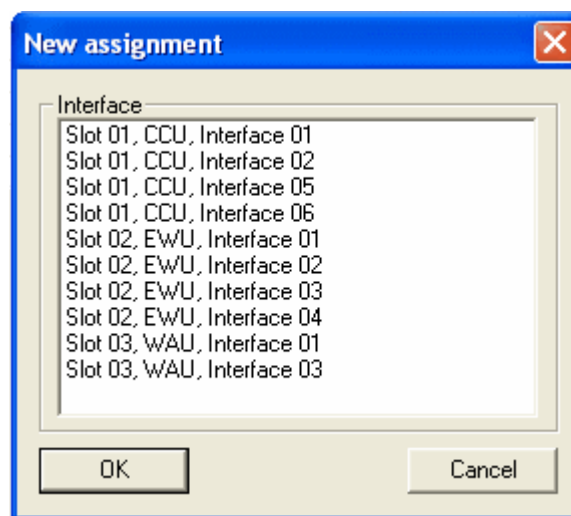 New assignment
Interface
Slot 01, CCU, Interface 01
Slot 01, CCU, Interface 02
Slot 01, CCU, Interface 05
Slot 01, CCU, Interface 06
Slot 02, EWU, Interface 01
Slot 02, EWU, Interface 02
Slot 02, EWU, Interface 03
Slot 02, EWU, Interface 04
Slot 03, WAU, Interface 01
Slot 03, WAU, Interface 03
OK Cancel